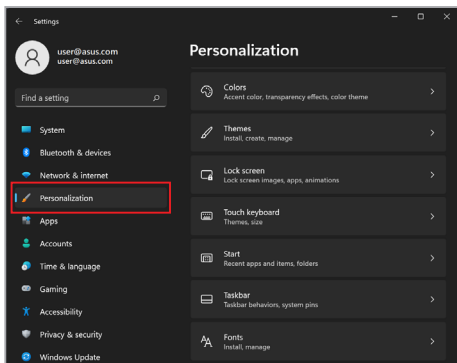 Settings
user@asus.com
user@asus.com
Find a setting
System
Bluetooth & devices
Network & internet
Personalization
Apps
Accounts
Time & language
Gaming
Accessibility
Privacy & security
Windows Update
Personalization
Colors
Accent color, transparency effects, color theme
Themes
Install, create, manage
Lock screen
Lock screen images, apps, animations
Touch keyboard
Themes, size
Start
Recent apps and items, folders
Taskbar
Taskbar behaviors, system pins
Fonts
Install, manage